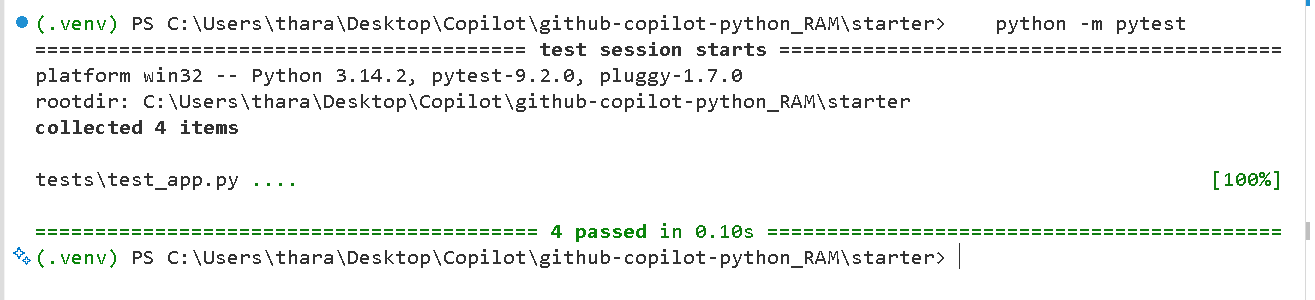 (.venv) PS C:\Users\thara\Desktop\Copilot\github-copilot-python_RAM\starter>    python -m pytest
========================================= test session starts ==========================================
platform win32 -- Python 3.14.2, pytest-9.2.0, pluggy-1.7.0
rootdir: C:\Users\thara\Desktop\Copilot\github-copilot-python_RAM\starter
collected 4 items
tests\test_app.py .... [100%]
========================================== 4 passed in 0.10s ===========================================
(.venv) PS C:\Users\thara\Desktop\Copilot\github-copilot-python_RAM\starter>